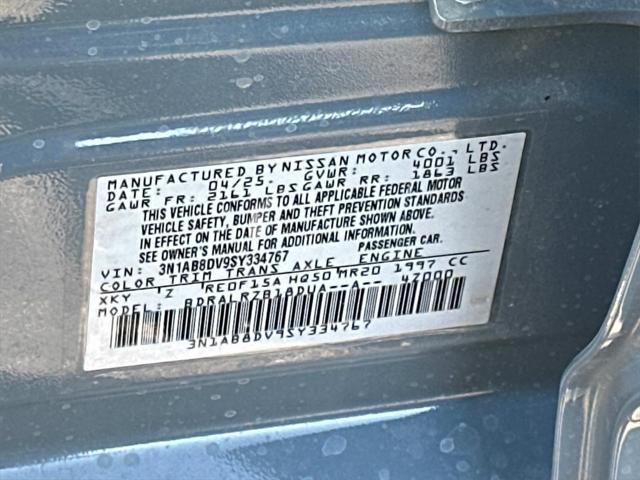 MANUFACTURED BY NISSAN MOTOR CO., LTD.
DATE: 04/25. GVWR: 4001 LBS
GAWR FR: 2161 LBS GAWR RR: 1863 LBS
THIS VEHICLE CONFORMS TO ALL APPLICABLE FEDERAL MOTOR
VEHICLE SAFETY, BUMPER AND THEFT PREVENTION STANDARDS
IN EFFECT ON THE DATE OF MANUFACTURE SHOWN ABOVE.
SEE OWNER'S MANUAL FOR ADDITIONAL INFORMATION.
VIN: 3N1AB8DV9SY334767 PASSENGER CAR.
COLOR TRIM TRANS AXLE ENGINE
XKY Z RE0F15A HQ50 MR20 1997 CC
MODEL: BDRALRZB18DUA--A-- 47000
3N1AB8DV9SY334767